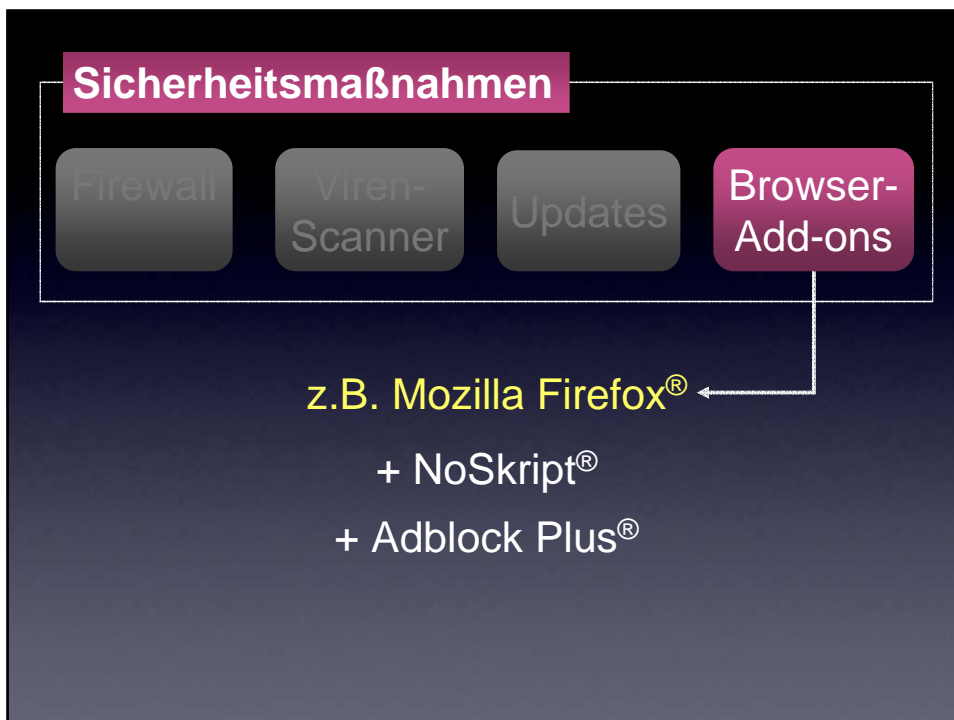 Sicherheitsmaßnahmen
Firewall
Viren-
Scanner
Updates
Browser-
Add-ons
z.B. Mozilla Firefox®
+ NoSkript®
+ Adblock Plus®